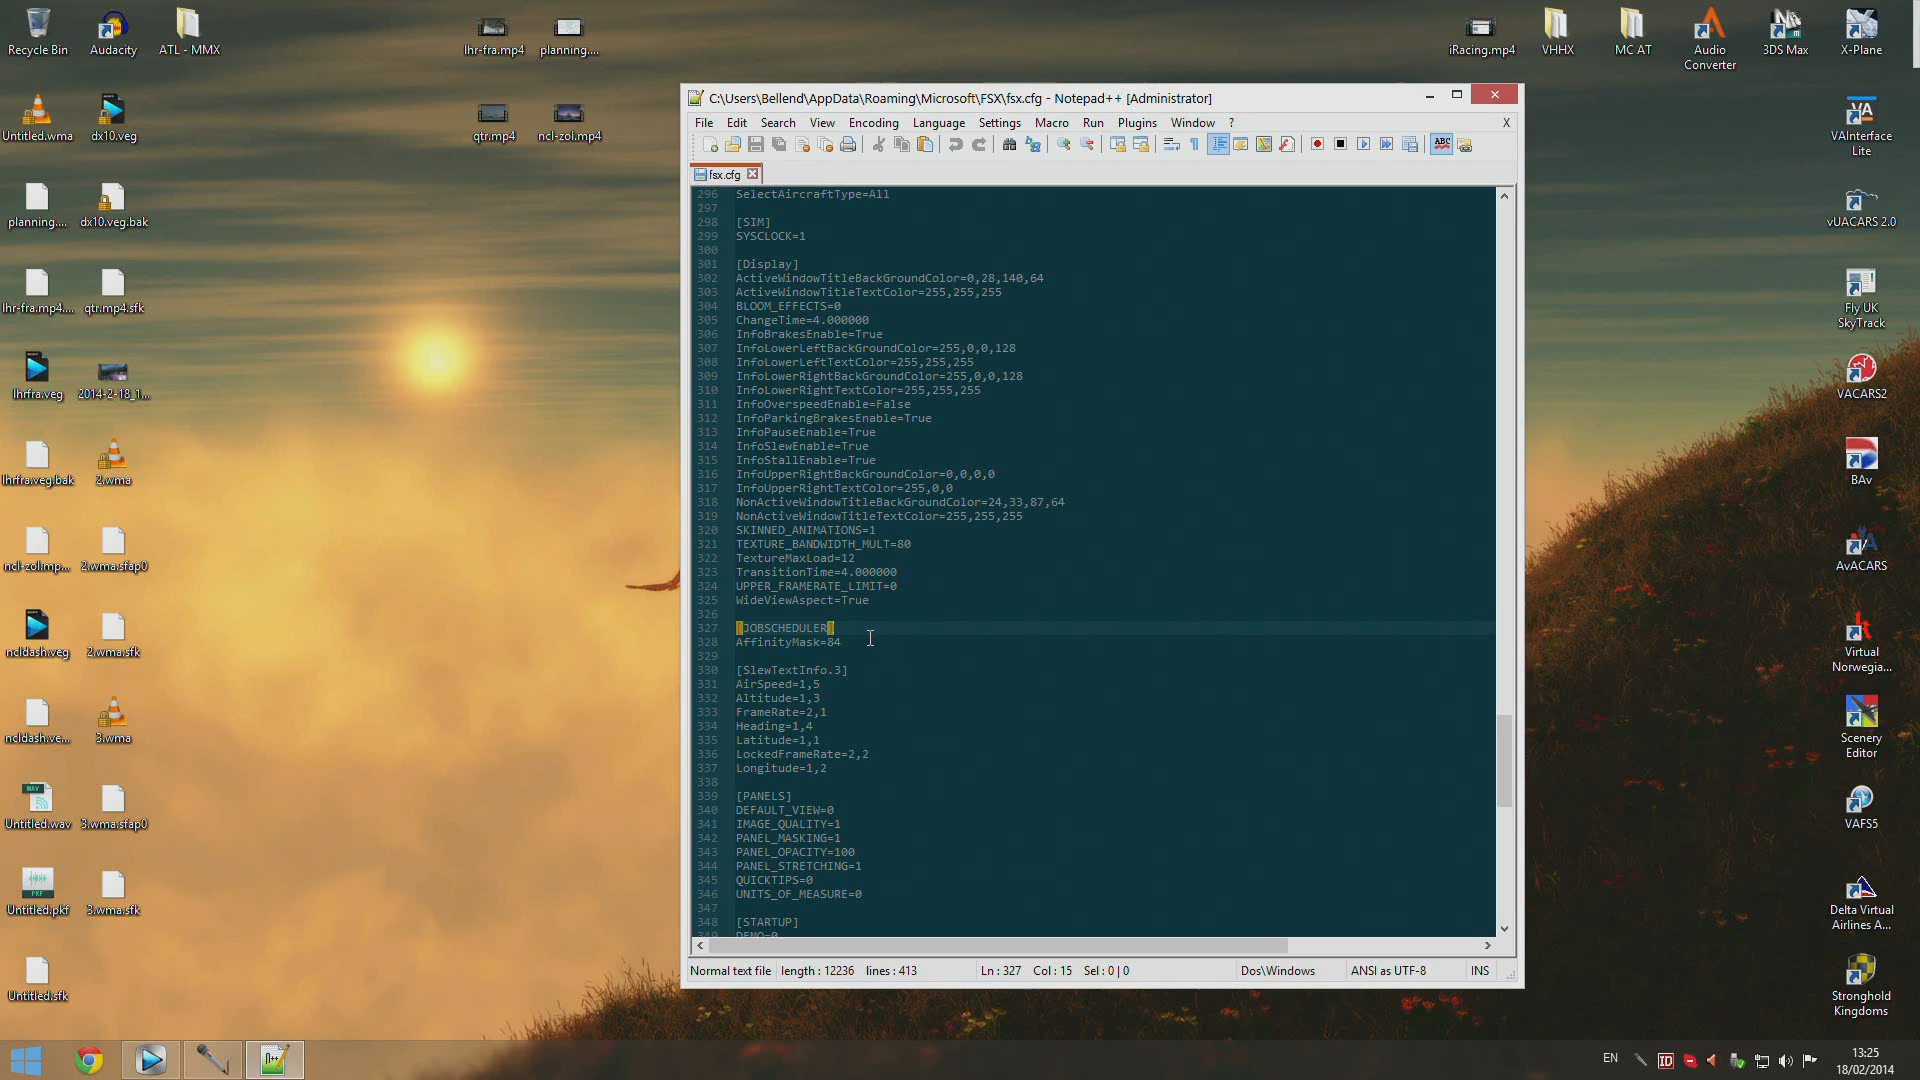 Recycle Bin
Audacity
ATL - MMX
lhr-fra.mp4
planning....
iRacing.mp4
VHHX
MC AT
Audio
Converter
3DS Max
X-Plane
Untitled.wma
dx10.veg
qtr.mp4
ncl-zol.mp4
VAInterface
Lite
planning....
dx10.veg.bak
vUACARS 2.0
lhr-fra.mp4....
qtr.mp4.sfk
Fly UK
SkyTrack
lhrfra.veg
2014-2-18_1...
VACARS2
lhrfra.veg.bak
2.wma
BAv
ncl-zol.mp...
2.wma.sfap0
AvACARS
ncldash.veg
2.wma.sfk
Virtual
Norwegia...
ncldash.ve...
3.wma
Scenery
Editor
WAV
Untitled.wav
3.wma.sfap0
VAFS5
PKF
Untitled.pkf
3.wma.sfk
Delta Virtual
Airlines A...
Untitled.sfk
Stronghold
Kingdoms
C:\Users\Bellend\AppData\Roaming\Microsoft\FSX\fsx.cfg - Notepad++ [Administrator]
File Edit Search View Encoding Language Settings Macro Run Plugins Window ? X
ABC
fsx.cfg
296 SelectAircraftType=All
297
298 [SIM]
299 SYSCLOCK=1
300
301 [Display]
302 ActiveWindowTitleBackGroundColor=0,28,140,64
303 ActiveWindowTitleTextColor=255,255,255
304 BLOOM_EFFECTS=0
305 ChangeTime=4.000000
306 InfoBrakesEnable=True
307 InfoLowerLeftBackGroundColor=255,0,0,128
308 InfoLowerLeftTextColor=255,255,255
309 InfoLowerRightBackGroundColor=255,0,0,128
310 InfoLowerRightTextColor=255,255,255
311 InfoOverspeedEnable=False
312 InfoParkingBrakesEnable=True
313 InfoPauseEnable=True
314 InfoSlewEnable=True
315 InfoStallEnable=True
316 InfoUpperRightBackGroundColor=0,0,0,0
317 InfoUpperRightTextColor=255,0,0
318 NonActiveWindowTitleBackGroundColor=24,33,87,64
319 NonActiveWindowTitleTextColor=255,255,255
320 SKINNED_ANIMATIONS=1
321 TEXTURE_BANDWIDTH_MULT=80
322 TextureMaxLoad=12
323 TransitionTime=4.000000
324 UPPER_FRAMERATE_LIMIT=0
325 WideViewAspect=True
326
327 [JOBSCHEDULER]
328 AffinityMask=84
329
330 [SlewTextInfo.3]
331 AirSpeed=1,5
332 Altitude=1,3
333 FrameRate=2,1
334 Heading=1,4
335 Latitude=1,1
336 LockedFrameRate=2,2
337 Longitude=1,2
338
339 [PANELS]
340 DEFAULT_VIEW=0
341 IMAGE_QUALITY=1
342 PANEL_MASKING=1
343 PANEL_OPACITY=100
344 PANEL_STRETCHING=1
345 QUICKTIPS=0
346 UNITS_OF_MEASURE=0
347
348 [STARTUP]
349 DEMO=0
Normal text file length : 12236 lines : 413 Ln : 327 Col : 15 Sel : 0 | 0 Dos\Windows ANSI as UTF-8 INS
EN
ID
13:25
18/02/2014